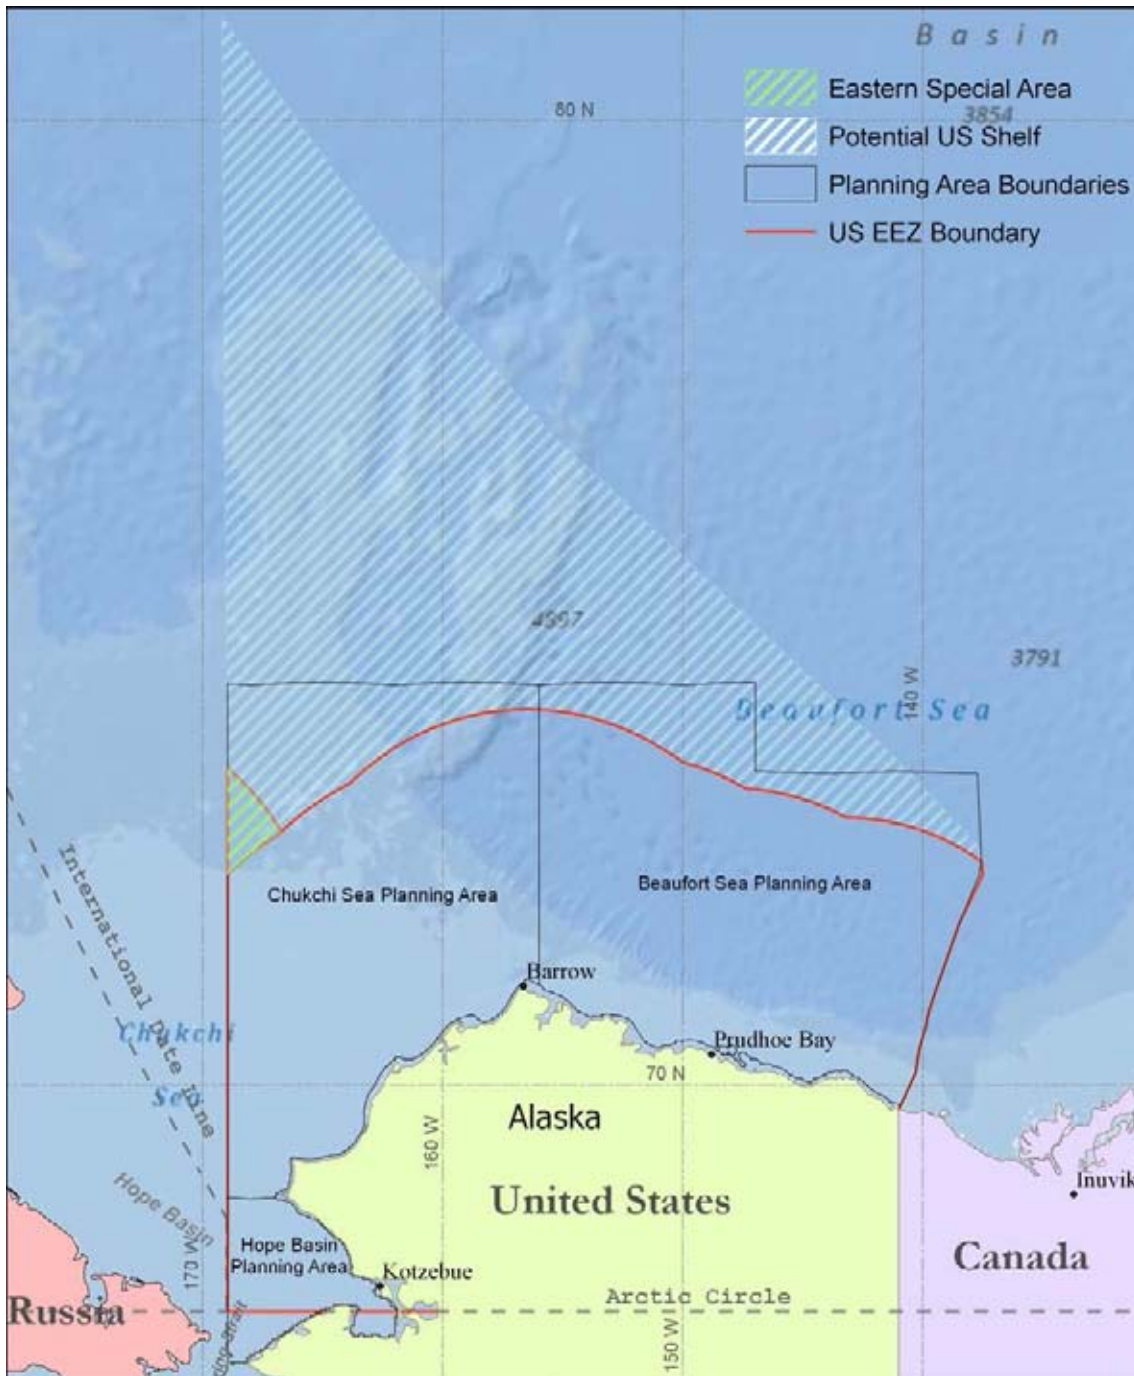 Basin
Eastern Special Area
3854
80 N
Potential US Shelf
Planning Area Boundaries
US EEZ Boundary
4997
3791
140 W
Beaufort Sea
International Date Line
Chukchi Sea Planning Area
Beaufort Sea Planning Area
Barrow
Chukchi
Sea
Prudhoe Bay
70 N
Alaska
160 W
United States
Inuvik
Hope Basin
170 W
Hope Basin
Planning Area
Kotzebue
Canada
Russia
Arctic Circle
150 W
Strait